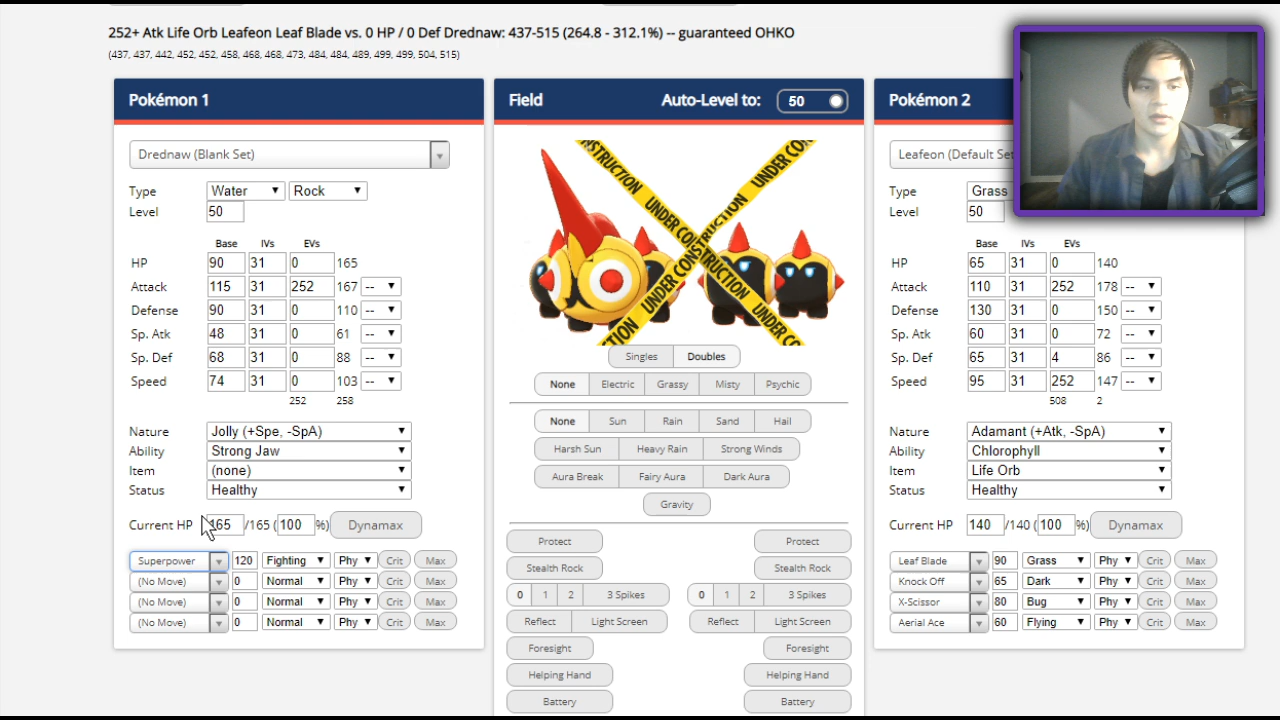 252+ Atk Life Orb Leafeon Leaf Blade vs. 0 HP / 0 Def Drednaw: 437-515 (264.8 - 312.1%) -- guaranteed OHKO
(437, 437, 442, 452, 452, 458, 468, 468, 473, 484, 484, 489, 499, 499, 504, 515)
Pokémon 1
Drednaw (Blank Set)
Type Water Rock
Level 50
Base IVs EVs
HP 90 31 0 165
Attack 115 31 252 167 --
Defense 90 31 0 110 --
Sp. Atk 48 31 0 61 --
Sp. Def 68 31 0 88 --
Speed 74 31 0 103 --
252 258
Nature Jolly (+Spe, -SpA)
Ability Strong Jaw
Item (none)
Status Healthy
Current HP 165 /165 (100 %) Dynamax
Superpower 120 Fighting Phy Crit Max
(No Move) 0 Normal Phy Crit Max
(No Move) 0 Normal Phy Crit Max
(No Move) 0 Normal Phy Crit Max
Field Auto-Level to: 50
UNDER CONSTRUCTION
UNDER CONSTRUCTION
Singles Doubles
None Electric Grassy Misty Psychic
None Sun Rain Sand Hail
Harsh Sun Heavy Rain Strong Winds
Aura Break Fairy Aura Dark Aura
Gravity
Protect Protect
Stealth Rock Stealth Rock
0 1 2 3 Spikes 0 1 2 3 Spikes
Reflect Light Screen Reflect Light Screen
Foresight Foresight
Helping Hand Helping Hand
Battery Battery
Pokémon 2
Leafeon (Default Set
Type Grass
Level 50
Base IVs EVs
HP 65 31 0 140
Attack 110 31 252 178 --
Defense 130 31 0 150 --
Sp. Atk 60 31 0 72 --
Sp. Def 65 31 4 86 --
Speed 95 31 252 147 --
508 2
Nature Adamant (+Atk, -SpA)
Ability Chlorophyll
Item Life Orb
Status Healthy
Current HP 140 /140 (100 %) Dynamax
Leaf Blade 90 Grass Phy Crit Max
Knock Off 65 Dark Phy Crit Max
X-Scissor 80 Bug Phy Crit Max
Aerial Ace 60 Flying Phy Crit Max